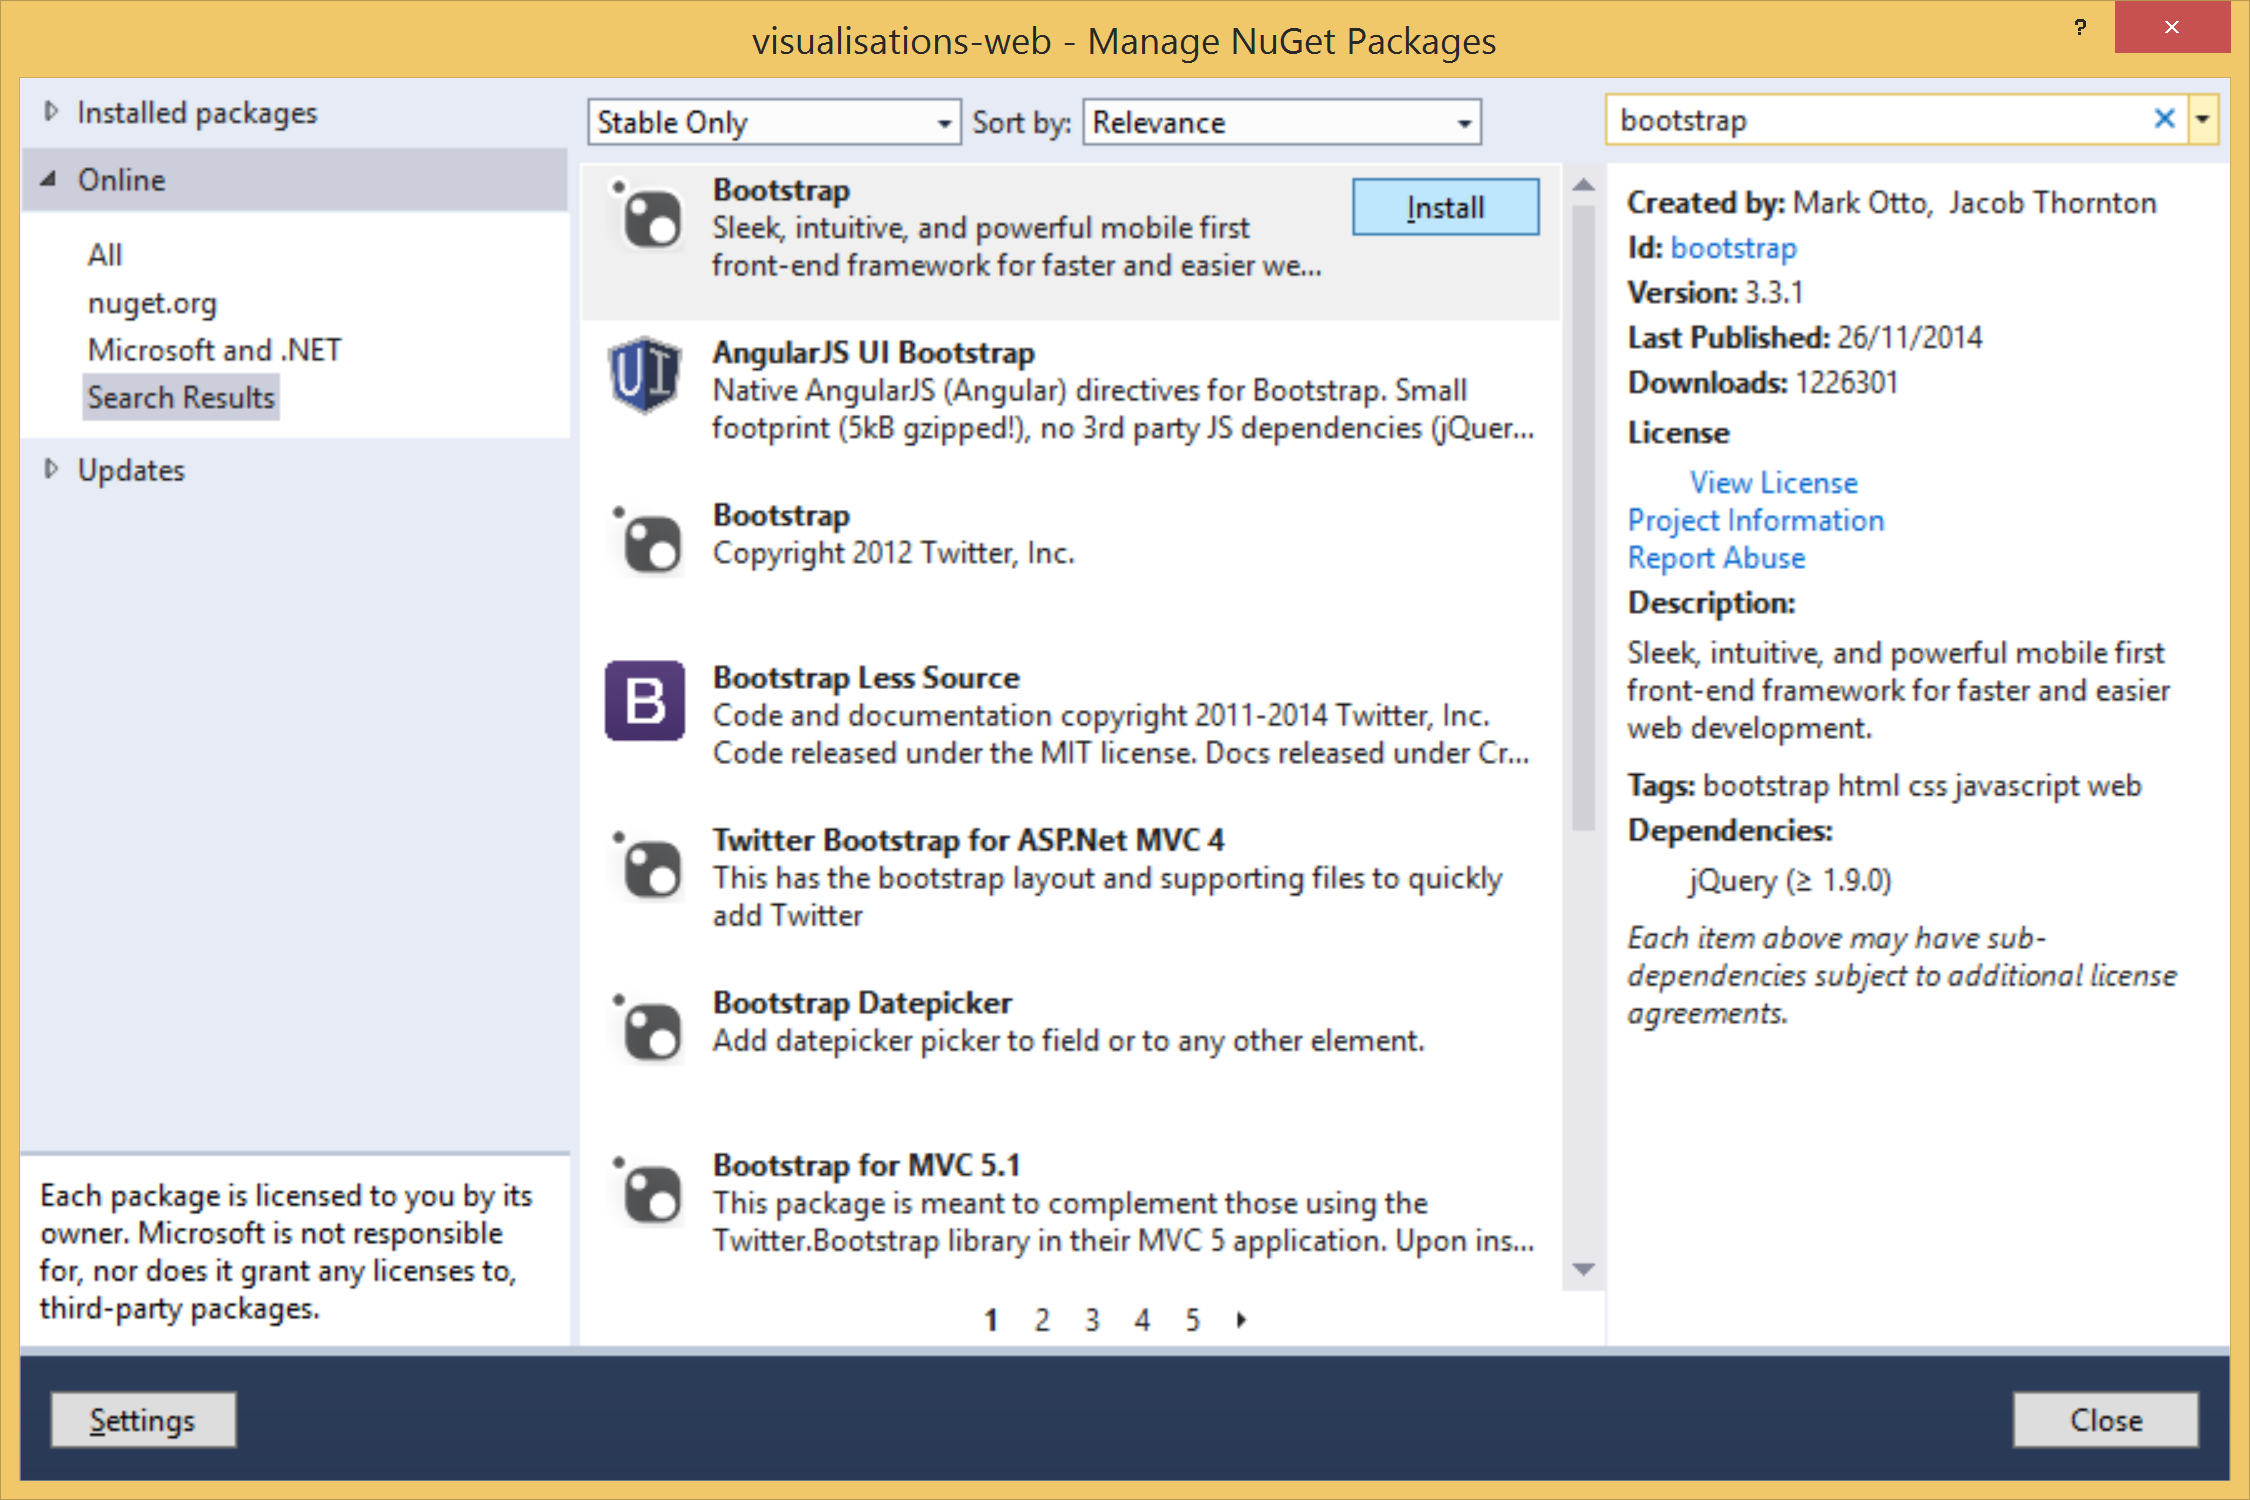 visualisations-web - Manage NuGet Packages
?
Installed packages
Online
All
nuget.org
Microsoft and .NET
Search Results
Updates
Each package is licensed to you by its
owner. Microsoft is not responsible
for, nor does it grant any licenses to,
third-party packages.
Stable Only
Sort by:
Relevance
Bootstrap
Sleek, intuitive, and powerful mobile first
front-end framework for faster and easier we...
Install
AngularJS UI Bootstrap
Native AngularJS (Angular) directives for Bootstrap. Small
footprint (5kB gzipped!), no 3rd party JS dependencies (jQuer...
UI
Bootstrap
Copyright 2012 Twitter, Inc.
B
Bootstrap Less Source
Code and documentation copyright 2011-2014 Twitter, Inc.
Code released under the MIT license. Docs released under Cr...
Twitter Bootstrap for ASP.Net MVC 4
This has the bootstrap layout and supporting files to quickly
add Twitter
Bootstrap Datepicker
Add datepicker picker to field or to any other element.
Bootstrap for MVC 5.1
This package is meant to complement those using the
Twitter.Bootstrap library in their MVC 5 application. Upon ins...
1 2 3 4 5
bootstrap
Created by: Mark Otto, Jacob Thornton
Id: bootstrap
Version: 3.3.1
Last Published: 26/11/2014
Downloads: 1226301
License
View License
Project Information
Report Abuse
Description:
Sleek, intuitive, and powerful mobile first
front-end framework for faster and easier
web development.
Tags: bootstrap html css javascript web
Dependencies:
jQuery (≥ 1.9.0)
Each item above may have sub-
dependencies subject to additional license
agreements.
Settings
Close